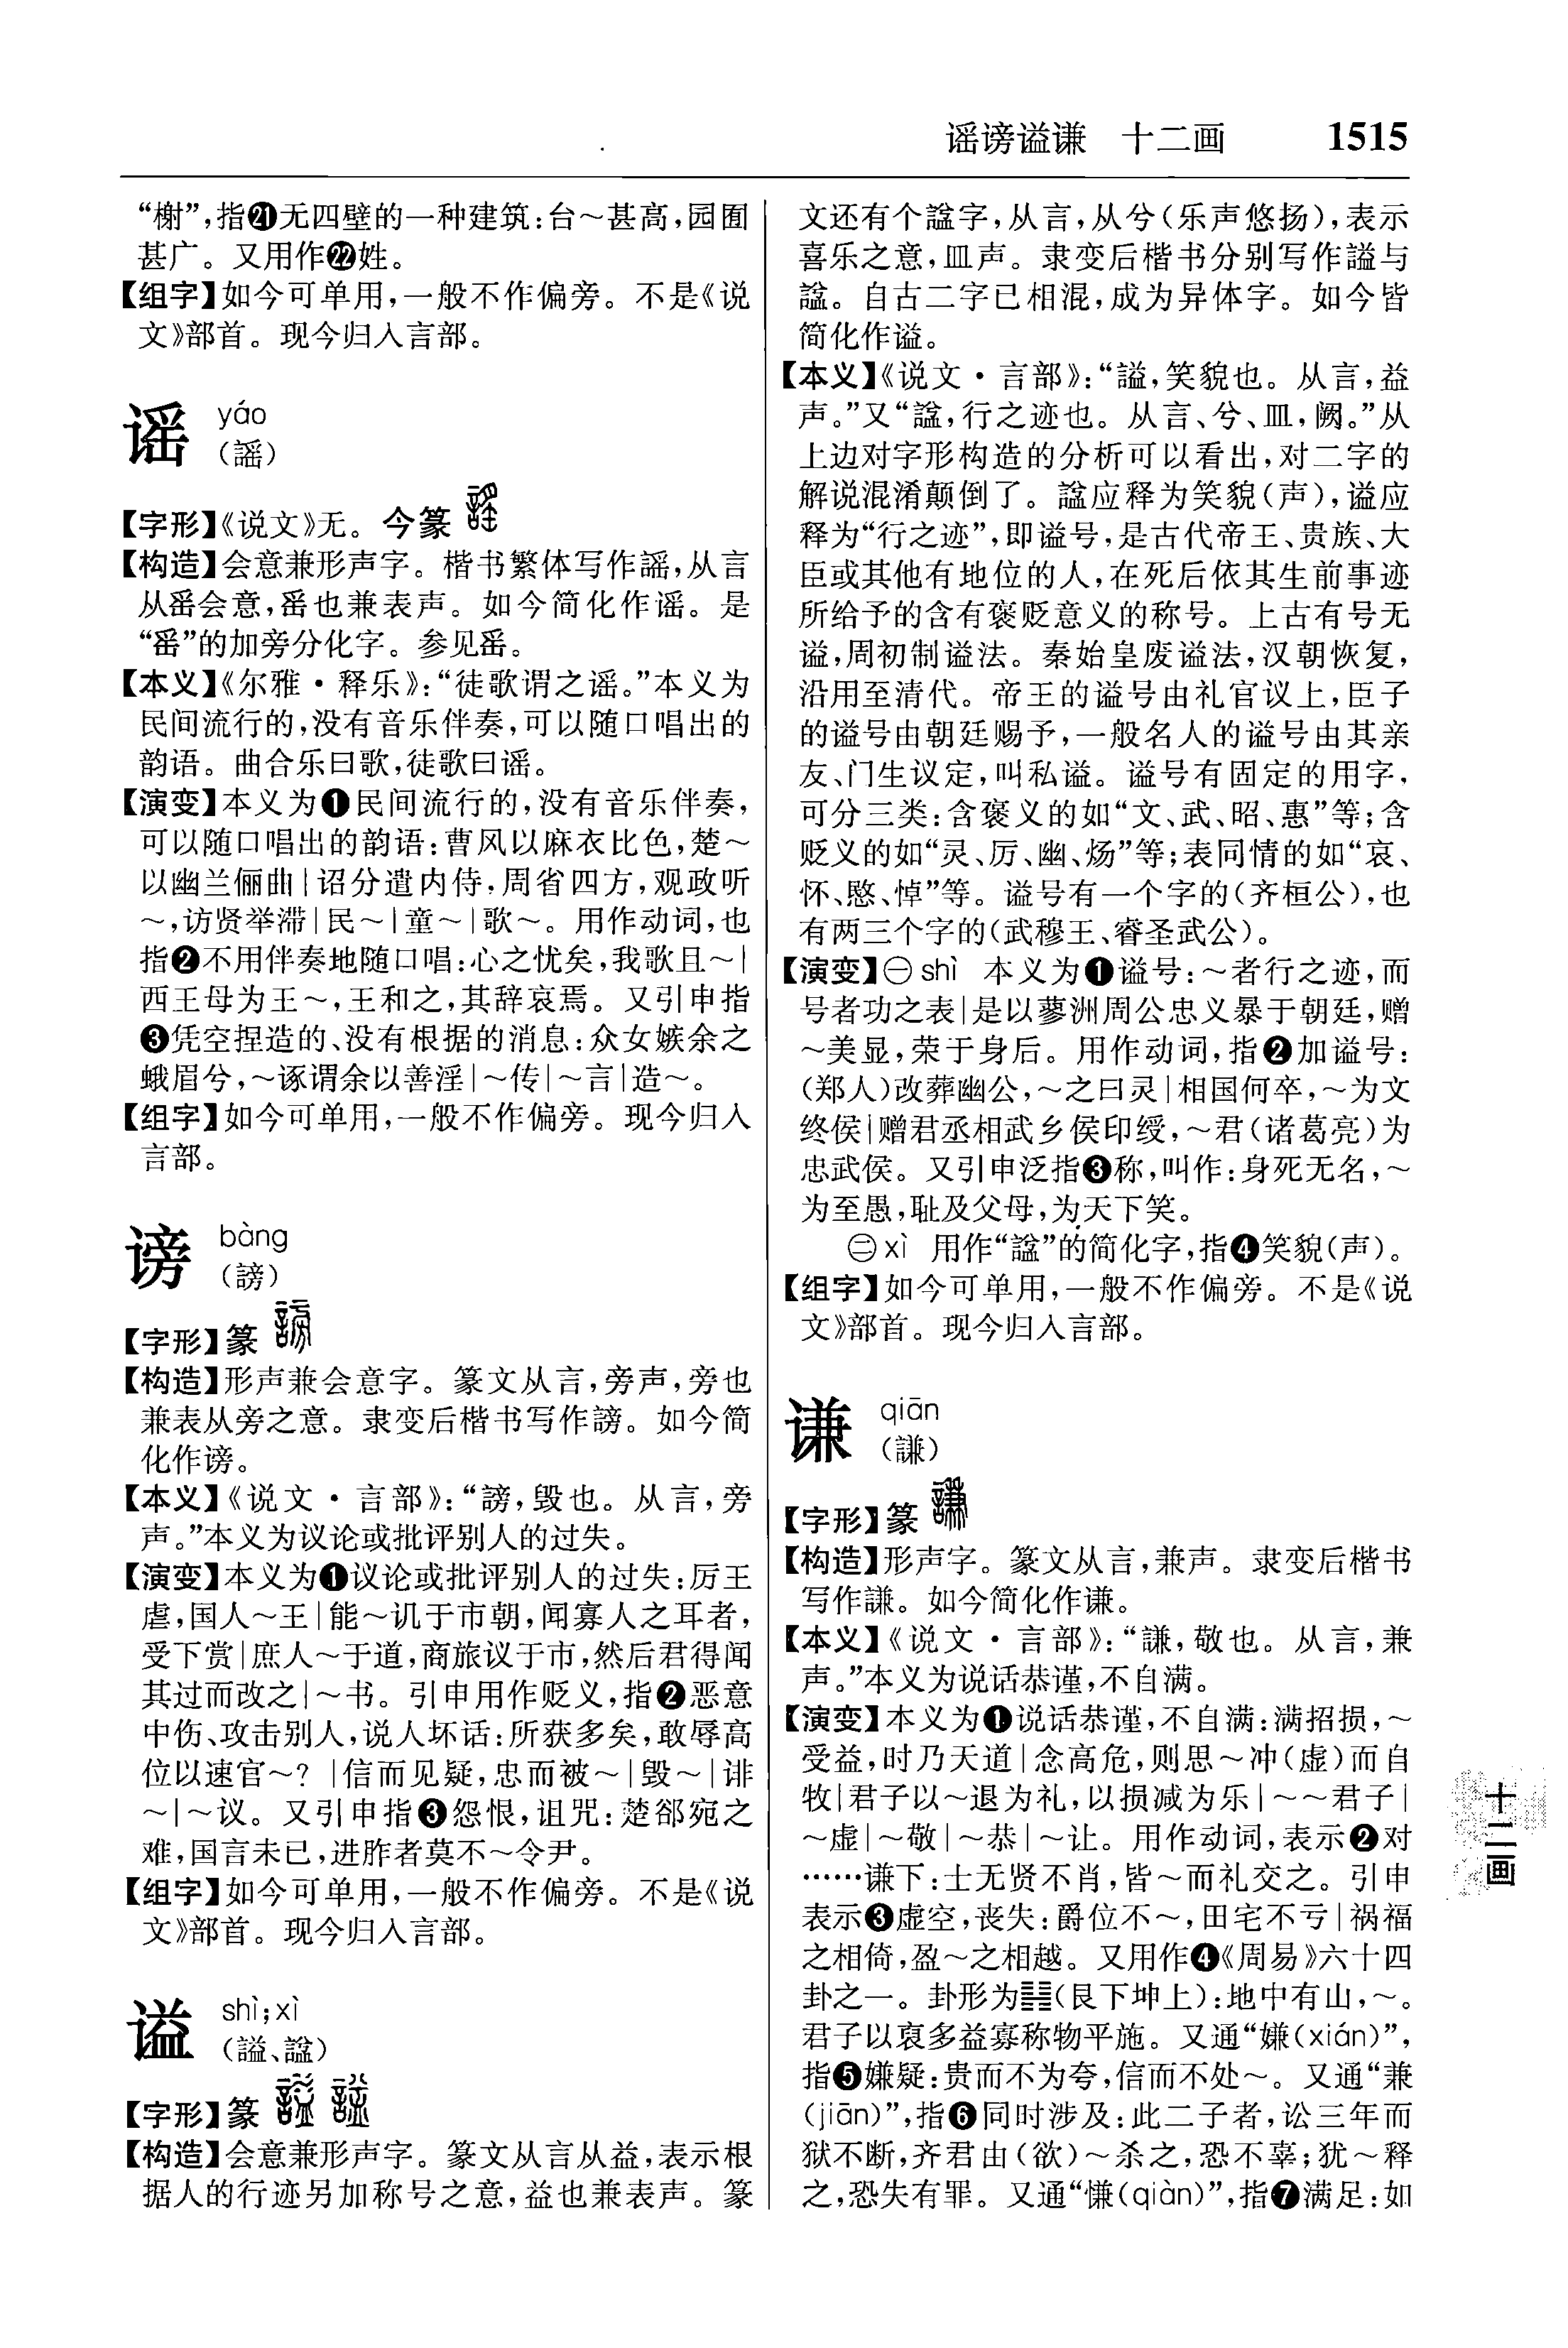 谣谤谥谦　十二画　1515
“榭”,指㉑无四壁的一种建筑:台～甚高,园囿
甚广。又用作㉒姓。
【组字】如今可单用,一般不作偏旁。不是《说
文》部首。现今归入言部。
谣 yáo
（謡）
【字形】《说文》无。今篆
【构造】会意兼形声字。楷书繁体写作謡,从言
从䍃会意,䍃也兼表声。如今简化作谣。是
“䍃”的加旁分化字。参见䍃。
【本义】《尔雅·释乐》:“徒歌谓之谣。”本义为
民间流行的,没有音乐伴奏,可以随口唱出的
韵语。曲合乐曰歌,徒歌曰谣。
【演变】本义为❶民间流行的,没有音乐伴奏,
可以随口唱出的韵语:曹风以麻衣比色,楚～
以幽兰俪曲|诏分遣内侍,周省四方,观政听
～,访贤举滞|民～|童～|歌～。用作动词,也
指❷不用伴奏地随口唱:心之忧矣,我歌且～|
西王母为王～,王和之,其辞哀焉。又引申指
❸凭空捏造的、没有根据的消息:众女嫉余之
蛾眉兮,～诼谓余以善淫|～传|～言|造～。
【组字】如今可单用,一般不作偏旁。现今归入
言部。
谤 bàng
（謗）
【字形】篆
【构造】形声兼会意字。篆文从言,旁声,旁也
兼表从旁之意。隶变后楷书写作謗。如今简
化作谤。
【本义】《说文·言部》:“謗,毁也。从言,旁
声。”本义为议论或批评别人的过失。
【演变】本义为❶议论或批评别人的过失:厉王
虐,国人～王|能～讥于市朝,闻寡人之耳者,
受下赏|庶人～于道,商旅议于市,然后君得闻
其过而改之|～书。引申用作贬义,指❷恶意
中伤、攻击别人,说人坏话:所获多矣,敢辱高
位以速官～？|信而见疑,忠而被～|毁～|诽
～|～议。又引申指❸怨恨,诅咒:楚郤宛之
难,国言未已,进胙者莫不～令尹。
【组字】如今可单用,一般不作偏旁。不是《说
文》部首。现今归入言部。
谥 shì;xì
（謚、諡）
【字形】篆
【构造】会意兼形声字。篆文从言从益,表示根
据人的行迹另加称号之意,益也兼表声。篆
文还有个諡字,从言,从兮(乐声悠扬),表示
喜乐之意,皿声。隶变后楷书分别写作謚与
諡。自古二字已相混,成为异体字。如今皆
简化作谥。
【本义】《说文·言部》:“謚,笑貌也。从言,益
声。”又“諡,行之迹也。从言、兮、皿,阙。”从
上边对字形构造的分析可以看出,对二字的
解说混淆颠倒了。諡应释为笑貌(声),谥应
释为“行之迹”,即谥号,是古代帝王、贵族、大
臣或其他有地位的人,在死后依其生前事迹
所给予的含有褒贬意义的称号。上古有号无
谥,周初制谥法。秦始皇废谥法,汉朝恢复,
沿用至清代。帝王的谥号由礼官议上,臣子
的谥号由朝廷赐予,一般名人的谥号由其亲
友、门生议定,叫私谥。谥号有固定的用字,
可分三类:含褒义的如“文、武、昭、惠”等;含
贬义的如“灵、厉、幽、炀”等;表同情的如“哀、
怀、愍、悼”等。谥号有一个字的(齐桓公),也
有两三个字的(武穆王、睿圣武公)。
【演变】㊀shì 本义为❶谥号:～者行之迹,而
号者功之表|是以蓼洲周公忠义暴于朝廷,赠
～美显,荣于身后。用作动词,指❷加谥号:
(郑人)改葬幽公,～之曰灵|相国何卒,～为文
终侯|赠君丞相武乡侯印绶,～君(诸葛亮)为
忠武侯。又引申泛指❸称,叫作:身死无名,～
为至愚,耻及父母,为天下笑。
㊁xì 用作“諡”的简化字,指❹笑貌(声)。
【组字】如今可单用,一般不作偏旁。不是《说
文》部首。现今归入言部。
谦 qiān
（謙）
【字形】篆
【构造】形声字。篆文从言,兼声。隶变后楷书
写作謙。如今简化作谦。
【本义】《说文·言部》:“謙,敬也。从言,兼
声。”本义为说话恭谨,不自满。
【演变】本义为❶说话恭谨,不自满:满招损,～
受益,时乃天道|念高危,则思～冲(虚)而自
牧|君子以～退为礼,以损减为乐|～～君子|
～虚|～敬|～恭|～让。用作动词,表示❷对
……谦下:士无贤不肖,皆～而礼交之。引申
表示❸虚空,丧失:爵位不～,田宅不亏|祸福
之相倚,盈～之相越。又用作❹《周易》六十四
卦之一。卦形为䷎(艮下坤上):地中有山,～。
君子以裒多益寡称物平施。又通“嫌(xián)”,
指❺嫌疑:贵而不为夸,信而不处～。又通“兼
(jiān)”,指❻同时涉及:此二子者,讼三年而
狱不断,齐君由(欲)～杀之,恐不辜;犹～释
之,恐失有罪。又通“慊(qiàn)”,指❼满足:如
十二画